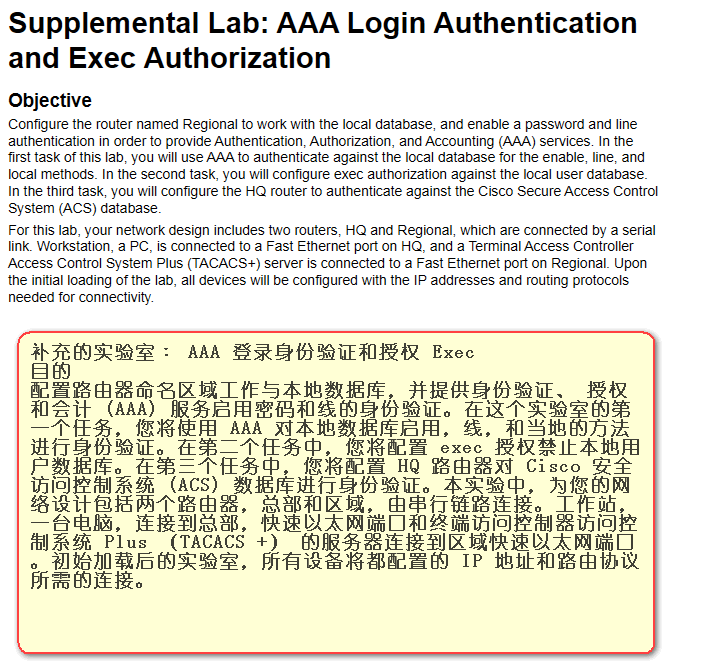 Supplemental Lab: AAA Login Authentication
and Exec Authorization
Objective
Configure the router named Regional to work with the local database, and enable a password and line
authentication in order to provide Authentication, Authorization, and Accounting (AAA) services. In the
first task of this lab, you will use AAA to authenticate against the local database for the enable, line, and
local methods. In the second task, you will configure exec authorization against the local user database.
In the third task, you will configure the HQ router to authenticate against the Cisco Secure Access Control
System (ACS) database.
For this lab, your network design includes two routers, HQ and Regional, which are connected by a serial
link. Workstation, a PC, is connected to a Fast Ethernet port on HQ, and a Terminal Access Controller
Access Control System Plus (TACACS+) server is connected to a Fast Ethernet port on Regional. Upon
the initial loading of the lab, all devices will be configured with the IP addresses and routing protocols
needed for connectivity.
补充的实验室： AAA 登录身份验证和授权 Exec
目的
配置路由器命名区域工作与本地数据库，并提供身份验证、 授权
和会计 (AAA) 服务启用密码和线的身份验证。在这个实验室的第
一个任务，您将使用 AAA 对本地数据库启用，线，和当地的方法
进行身份验证。在第二个任务中，您将配置 exec 授权禁止本地用
户数据库。在第三个任务中，您将配置 HQ 路由器对 Cisco 安全
访问控制系统 (ACS) 数据库进行身份验证。本实验中，为您的网
络设计包括两个路由器，总部和区域，由串行链路连接。工作站，
一台电脑，连接到总部，快速以太网端口和终端访问控制器访问控
制系统 Plus （TACACS +） 的服务器连接到区域快速以太网端口
。初始加载后的实验室，所有设备将都配置的 IP 地址和路由协议
所需的连接。